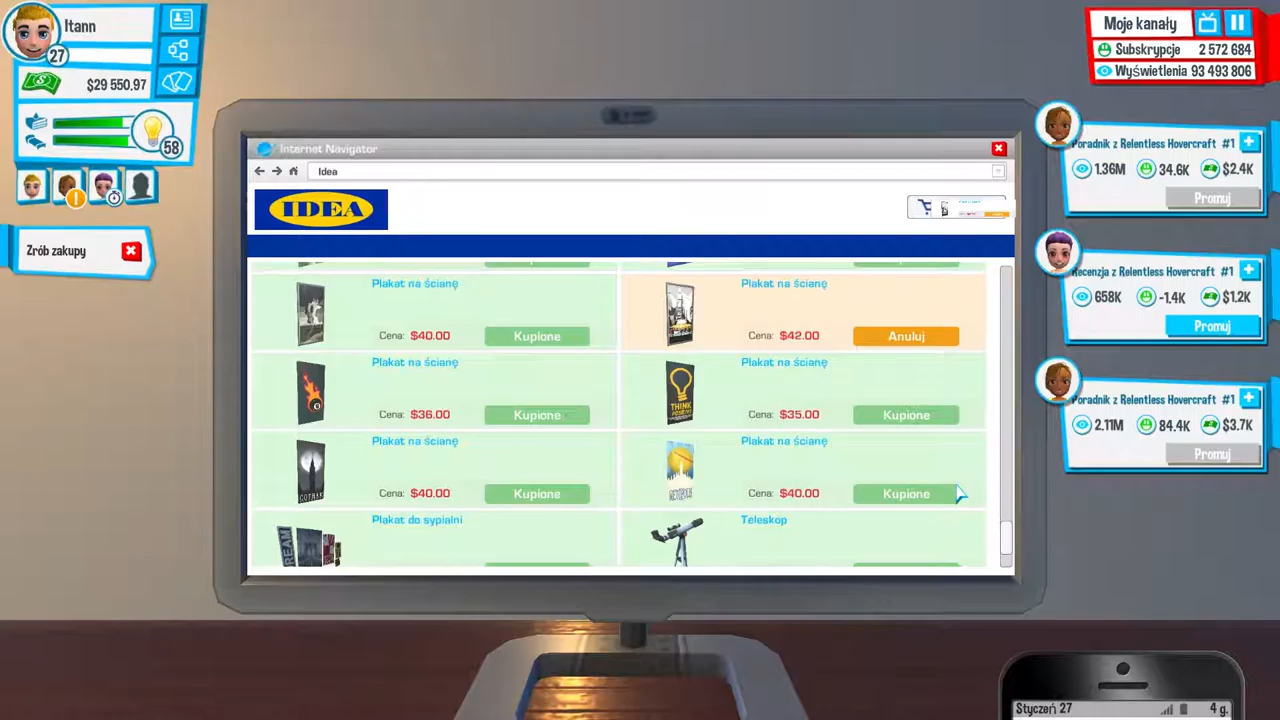 Itann
27
$29 550.97
58
Zrób zakupy
Moje kanały
Subskrypcje 2 572 684
Wyświetlenia 93 493 806
Poradnik z Relentless Hovercraft #1
1.36M 34.6K $2.4K
Promuj
Recenzja z Relentless Hovercraft #1
658K -1.4K $1.2K
Promuj
Poradnik z Relentless Hovercraft #1
2.11M 84.4K $3.7K
Promuj
Internet Navigator
Idea
IDEA
Plakat na ścianę
Cena: $40.00 Kupione
Plakat na ścianę
Cena: $42.00 Anuluj
Plakat na ścianę
Cena: $36.00 Kupione
Plakat na ścianę
THINK
Cena: $35.00 Kupione
Plakat na ścianę
Cena: $40.00 Kupione
Plakat na ścianę
Cena: $40.00 Kupione
Plakat do sypialni
Teleskop
Styczeń 27 4 g.